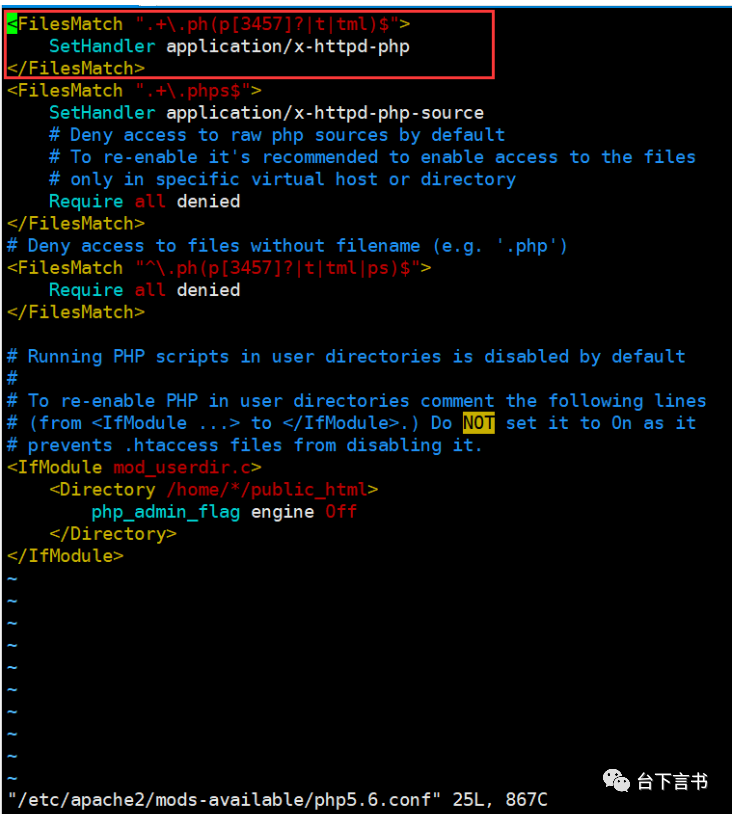 <FilesMatch ".+\.ph(p[3457]?|t|tml)$">
    SetHandler application/x-httpd-php
</FilesMatch>
<FilesMatch ".+\.phps$">
    SetHandler application/x-httpd-php-source
    # Deny access to raw php sources by default
    # To re-enable it's recommended to enable access to the files
    # only in specific virtual host or directory
    Require all denied
</FilesMatch>
# Deny access to files without filename (e.g. '.php')
<FilesMatch "^\.ph(p[3457]?|t|tml|ps)$">
    Require all denied
</FilesMatch>

# Running PHP scripts in user directories is disabled by default
#
# To re-enable PHP in user directories comment the following lines
# (from <IfModule ...> to </IfModule>.) Do NOT set it to On as it
# prevents .htaccess files from disabling it.
<IfModule mod_userdir.c>
    <Directory /home/*/public_html>
        php_admin_flag engine Off
    </Directory>
</IfModule>
~
~
~
~
~
~
~
~
~
~
台下言书
"/etc/apache2/mods-available/php5.6.conf" 25L, 867C